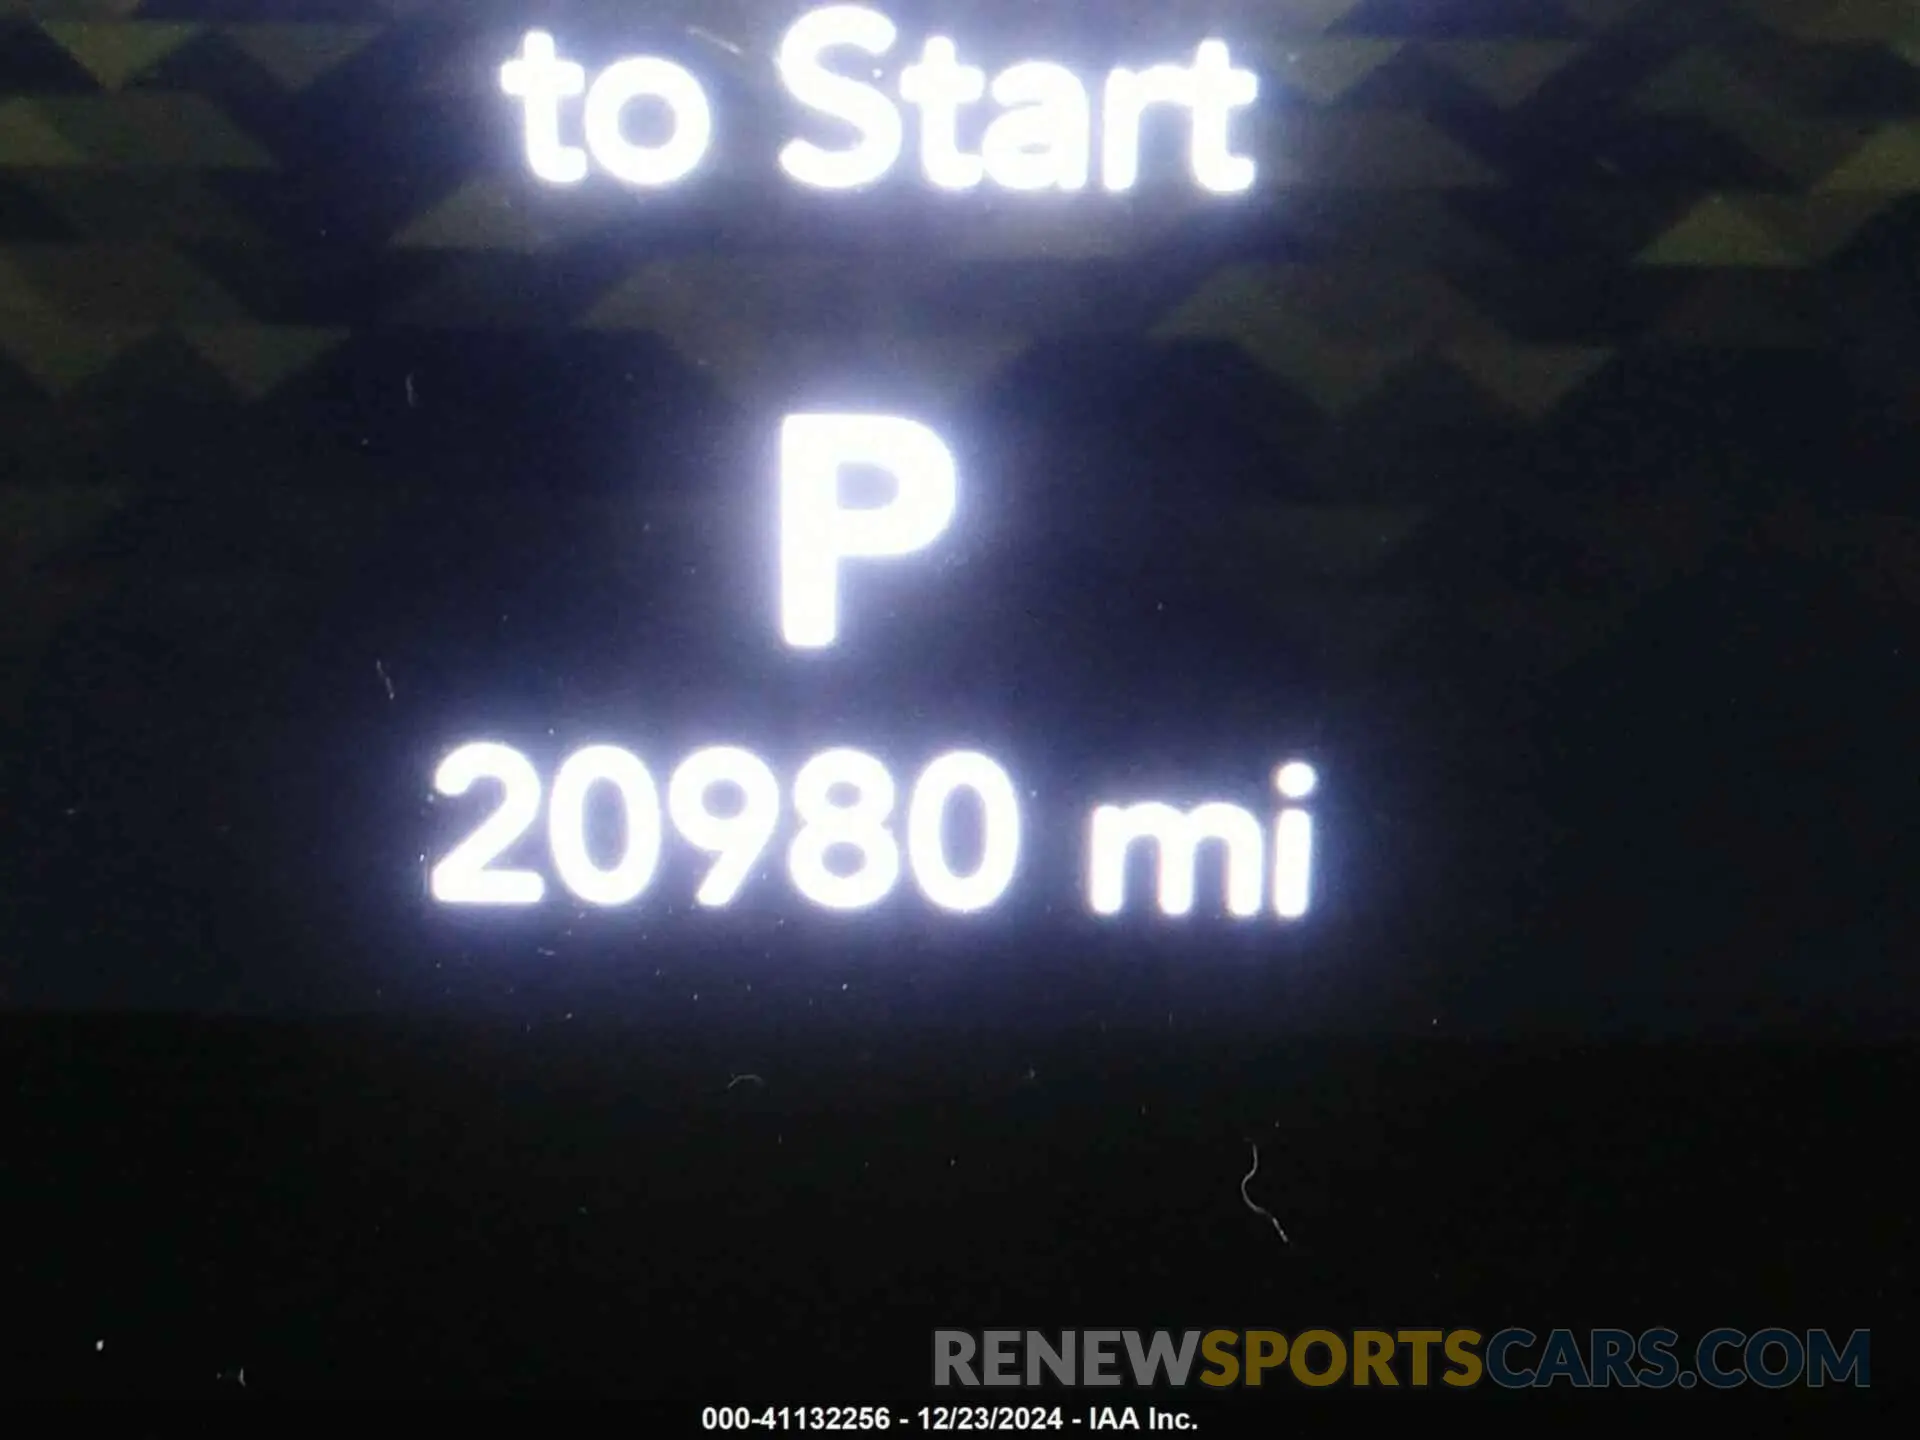 to Start
P
20980 mi
RENEWSPORTSCARS.COM
000-41132256 - 12/23/2024 - IAA Inc.